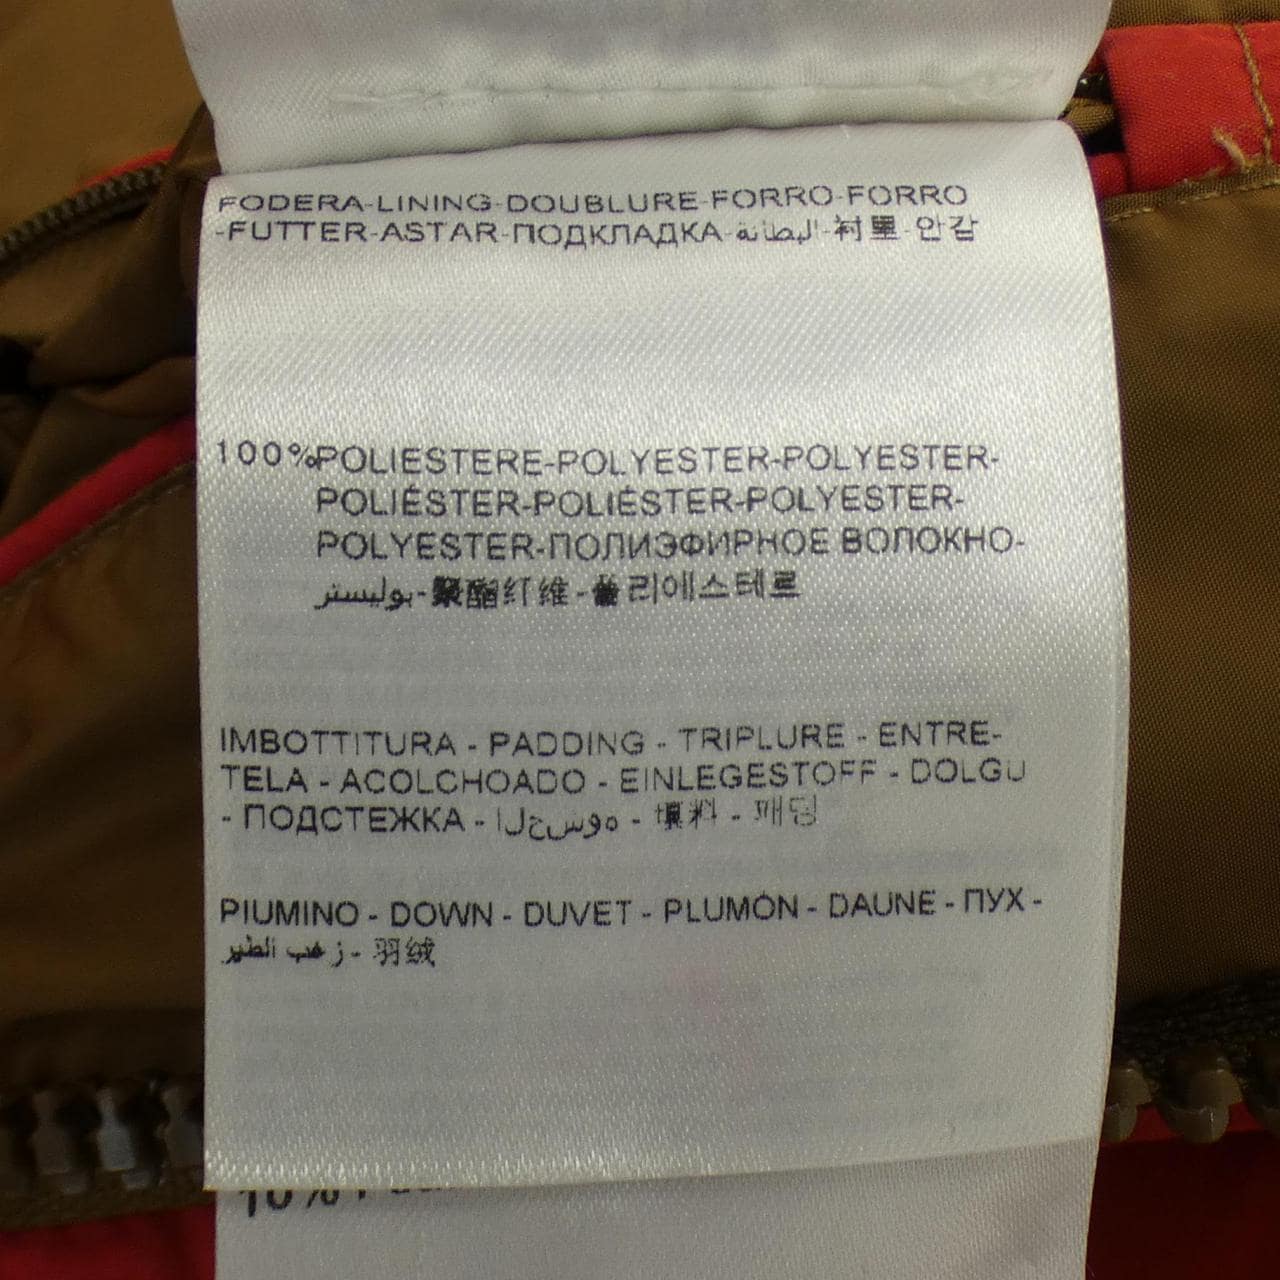 FODERA-LINING-DOUBLURE-FORRO-FORRO
-FUTTER-ASTAR-ПОДКЛАДКА-البطانة-衬里-안감
100%POLIESTERE-POLYESTER-POLYESTER-
POLIÉSTER-POLIÉSTER-POLYESTER-
POLYESTER-ПОЛИЭФИРНОЕ ВОЛОКНО-
بوليستر-聚酯纤维-폴리에스테르
IMBOTTITURA - PADDING - TRIPLURE - ENTRE-
TELA - ACOLCHOADO - EINLEGESTOFF - DOLGU
- ПОДСТЕЖКА - الحسوه - 填料 - 패딩
PIUMINO - DOWN - DUVET - PLUMÓN - DAUNE - ПУХ -
زغب الطير - 羽绒
10%